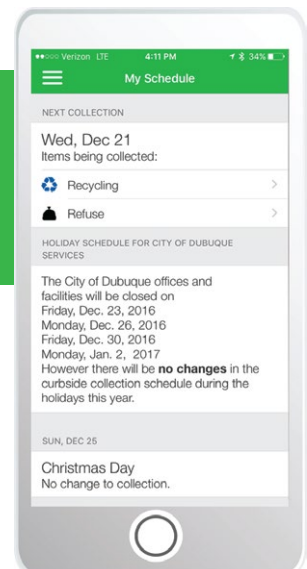 Verizon LTE 4:11 PM 34%
My Schedule
NEXT COLLECTION
Wed, Dec 21
Items being collected:
Recycling
Refuse
HOLIDAY SCHEDULE FOR CITY OF DUBUQUE
SERVICES
The City of Dubuque offices and
facilities will be closed on
Friday, Dec. 23, 2016
Monday, Dec. 26, 2016
Friday, Dec. 30, 2016
Monday, Jan. 2, 2017
However there will be no changes in the
curbside collection schedule during the
holidays this year.
SUN, DEC 25
Christmas Day
No change to collection.